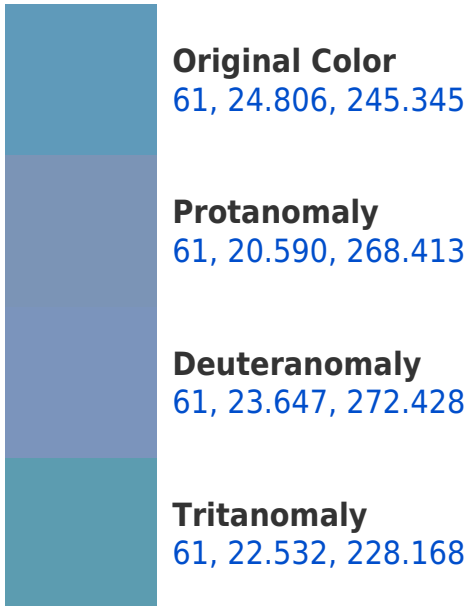 Original Color
61, 24.806, 245.345
Protanomaly
61, 20.590, 268.413
Deuteranomaly
61, 23.647, 272.428
Tritanomaly
61, 22.532, 228.168